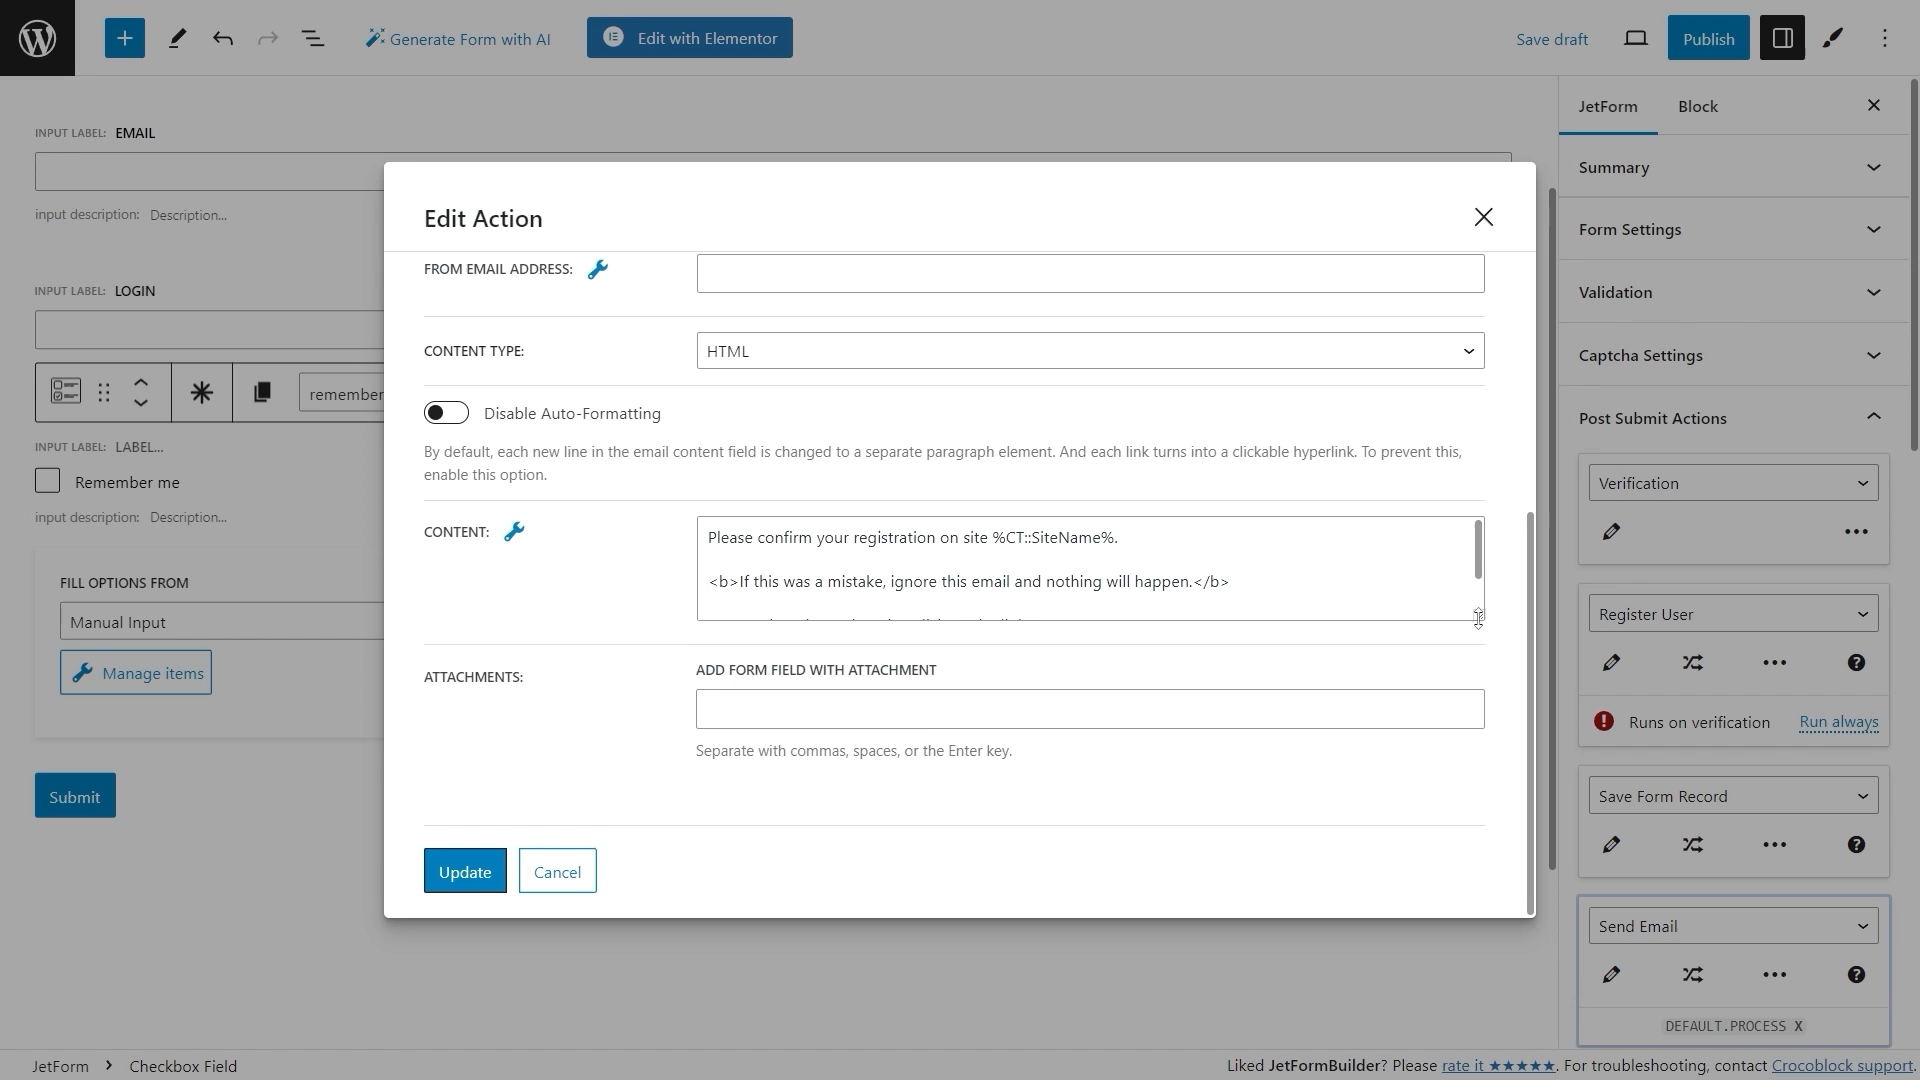 Generate Form with AI
Edit with Elementor
Save draft
Publish
INPUT LABEL: EMAIL
input description: Description...
INPUT LABEL: LOGIN
remember
INPUT LABEL: LABEL...
Remember me
input description: Description...
FILL OPTIONS FROM
Manual Input
Manage items
Submit
Edit Action
FROM EMAIL ADDRESS:
CONTENT TYPE:
HTML
Disable Auto-Formatting
By default, each new line in the email content field is changed to a separate paragraph element. And each link turns into a clickable hyperlink. To prevent this,
enable this option.
CONTENT:
Please confirm your registration on site %CT::SiteName%.
<b>If this was a mistake, ignore this email and nothing will happen.</b>
ATTACHMENTS:
ADD FORM FIELD WITH ATTACHMENT
Separate with commas, spaces, or the Enter key.
Update
Cancel
JetForm
Block
Summary
Form Settings
Validation
Captcha Settings
Post Submit Actions
Verification
Register User
Runs on verification
Run always
Save Form Record
Send Email
DEFAULT.PROCESS X
JetForm
Checkbox Field
Liked JetFormBuilder? Please rate it ★★★★★. For troubleshooting, contact Crocoblock support.